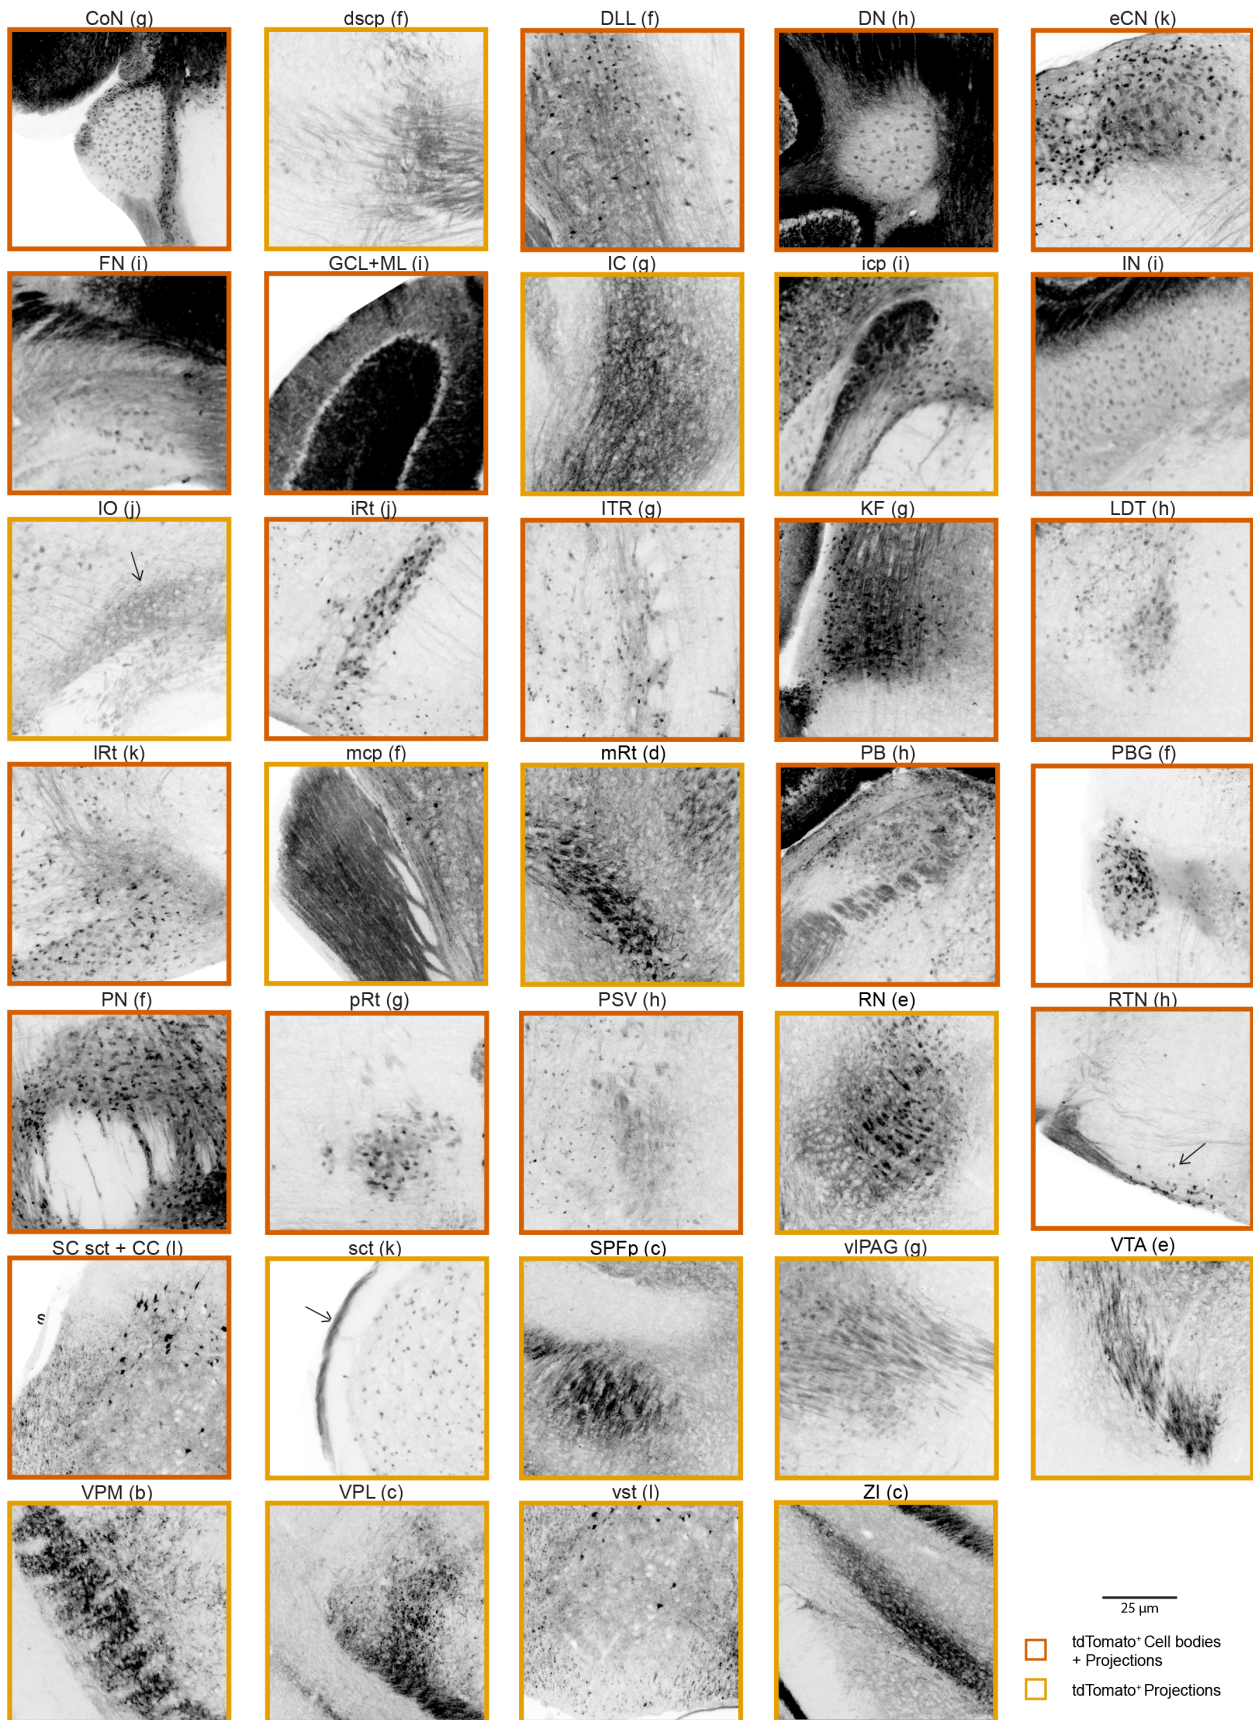 CoN (g) dscp (f) DLL (f) DN (h) eCN (k)
FN (i) GCL+ML (i) IC (g) icp (i) IN (i)
IO (j) iRt (j) ITR (g) KF (g) LDT (h)
lRt (k) mcp (f) mRt (d) PB (h) PBG (f)
PN (f) pRt (g) PSV (h) RN (e) RTN (h)
SC sct + CC (l) sct (k) SPFp (c) vlPAG (g) VTA (e)
s
VPM (b) VPL (c) vst (l) ZI (c)
25 µm
tdTomato⁺ Cell bodies
+ Projections
tdTomato⁺ Projections